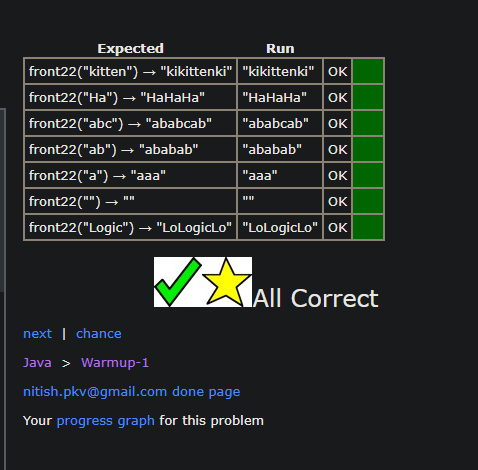 Expected Run
front22("kitten") → "kikittenki" "kikittenki" OK
front22("Ha") → "HaHaHa" "HaHaHa" OK
front22("abc") → "ababcab" "ababcab" OK
front22("ab") → "ababab" "ababab" OK
front22("a") → "aaa" "aaa" OK
front22("") → "" "" OK
front22("Logic") → "LoLogicLo" "LoLogicLo" OK
All Correct
next | chance
Java > Warmup-1
nitish.pkv@gmail.com done page
Your progress graph for this problem